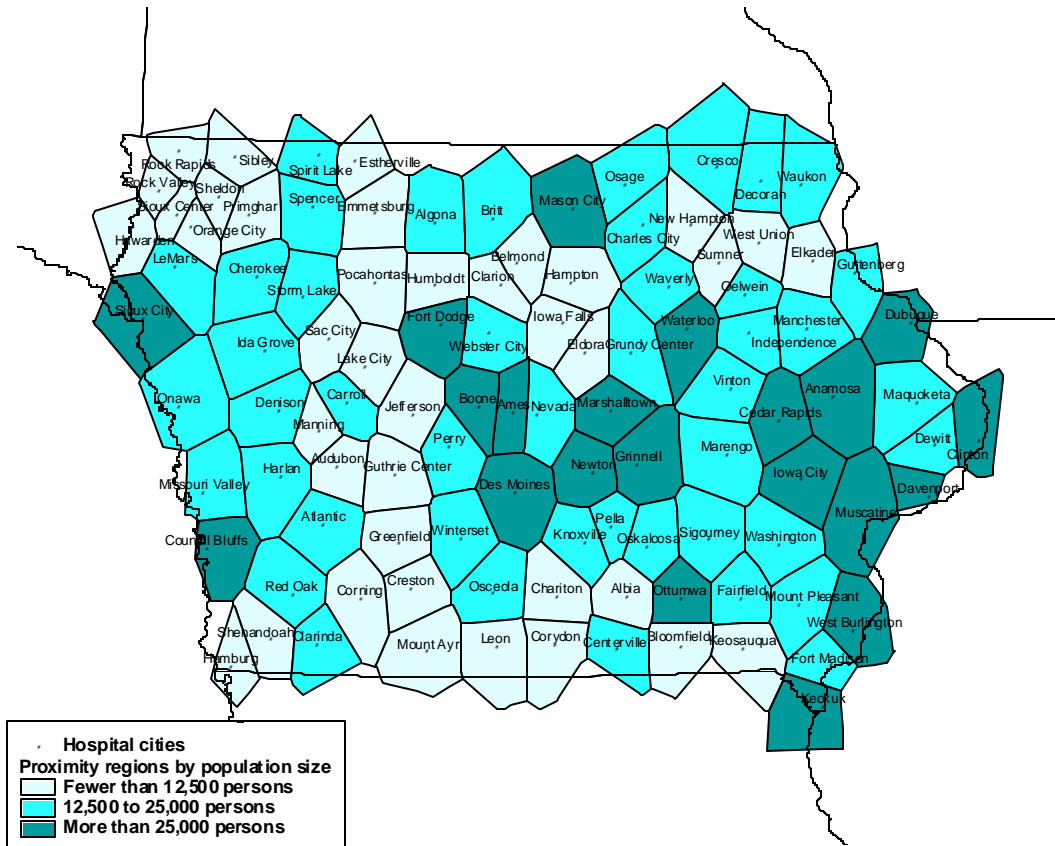 Rock Rapids
Sibley
Spirit Lake
Estherville
Osage
Cresco
Decorah
Waukon
Rock Valley
Sheldon
Sioux Center
Primghar
Spencer
Emmetsburg
Algona
Britt
Mason City
Hawarden
Orange City
New Hampton
Charles City
West Union
Sumner
Elkader
LeMars
Cherokee
Storm Lake
Pocahontas
Humboldt
Clarion
Belmond
Hampton
Waverly
Oelwein
Guttenberg
Sioux City
Ida Grove
Sac City
Fort Dodge
Webster City
Iowa Falls
Eldora
Grundy Center
Waterloo
Independence
Manchester
Dubuque
Lake City
Onawa
Denison
Carroll
Manning
Jefferson
Boone
Ames
Nevada
Marshalltown
Vinton
Cedar Rapids
Anamosa
Maquoketa
Dewitt
Clinton
Missouri Valley
Harlan
Audubon
Guthrie Center
Perry
Des Moines
Newton
Grinnell
Marengo
Iowa City
Davenport
Muscatine
Council Bluffs
Atlantic
Greenfield
Winterset
Knoxville
Pella
Oskaloosa
Sigourney
Washington
Red Oak
Corning
Creston
Osceola
Chariton
Albia
Ottumwa
Fairfield
Mount Pleasant
West Burlington
Shenandoah
Hamburg
Clarinda
Mount Ayr
Leon
Corydon
Centerville
Bloomfield
Keosauqua
Fort Madison
Keokuk
Hospital cities
Proximity regions by population size
Fewer than 12,500 persons
12,500 to 25,000 persons
More than 25,000 persons